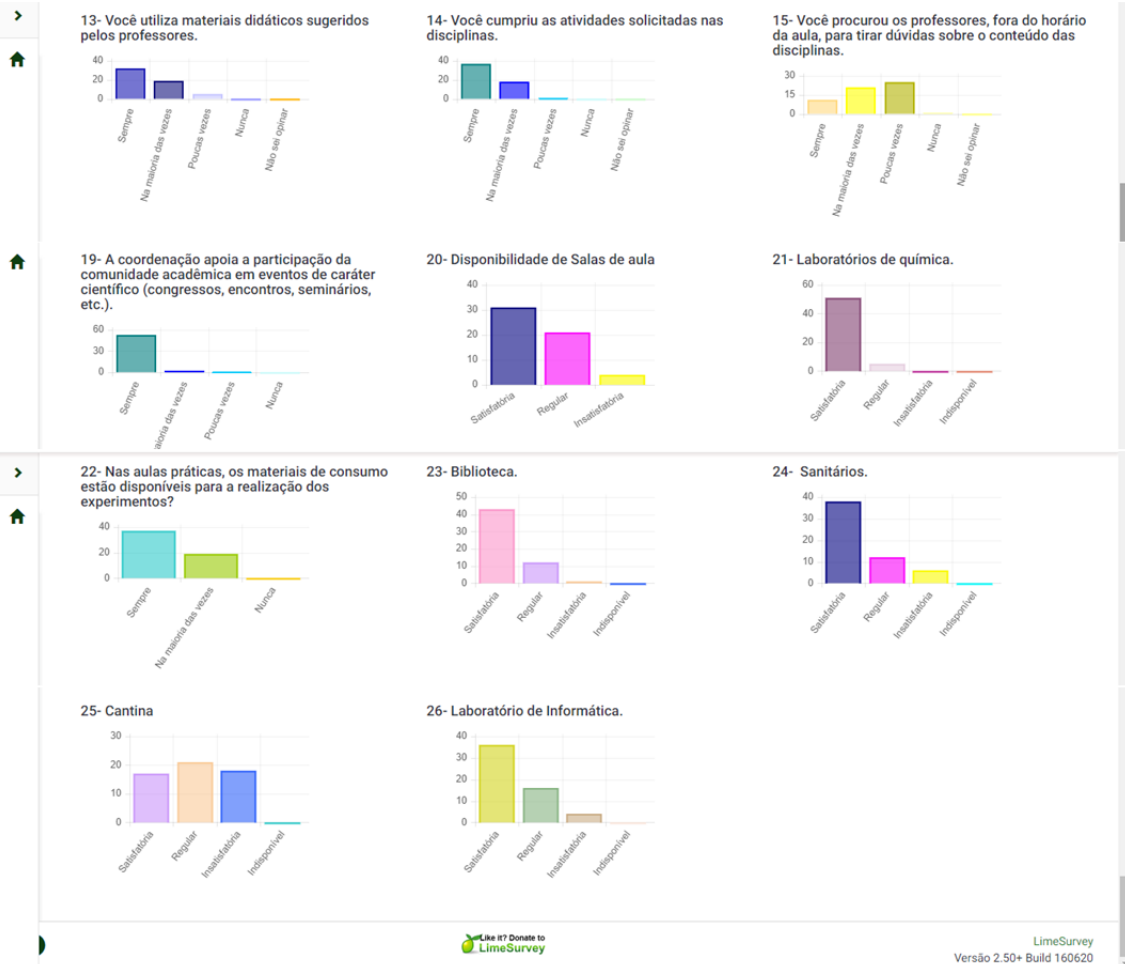 13- Você utiliza materiais didáticos sugeridos
pelos professores.
40
20
0
Sempre
Na maioria das vezes
Poucas vezes
Nunca
Não sei opinar
14- Você cumpriu as atividades solicitadas nas
disciplinas.
40
20
0
Sempre
Na maioria das vezes
Poucas vezes
Nunca
Não sei opinar
15- Você procurou os professores, fora do horário
da aula, para tirar dúvidas sobre o conteúdo das
disciplinas.
30
15
0
Sempre
Na maioria das vezes
Poucas vezes
Nunca
Não sei opinar
19- A coordenação apoia a participação da
comunidade acadêmica em eventos de caráter
científico (congressos, encontros, seminários,
etc.).
60
30
0
Sempre
aioria das vezes
Poucas vezes
Nunca
20- Disponibilidade de Salas de aula
40
30
20
10
0
Satisfatória
Regular
Insatisfatória
21- Laboratórios de química.
60
40
20
0
Satisfatória
Regular
Insatisfatória
Indisponível
22- Nas aulas práticas, os materiais de consumo
estão disponíveis para a realização dos
experimentos?
40
20
0
Sempre
Na maioria das vezes
Nunca
23- Biblioteca.
50
40
30
20
10
0
Satisfatória
Regular
Insatisfatória
Indisponível
24- Sanitários.
40
30
20
10
0
Satisfatória
Regular
Insatisfatória
Indisponível
25- Cantina
30
20
10
0
Satisfatória
Regular
Insatisfatória
Indisponível
26- Laboratório de Informática.
40
30
20
10
0
Satisfatória
Regular
Insatisfatória
Indisponível
Like it? Donate to
LimeSurvey
LimeSurvey
Versão 2.50+ Build 160620